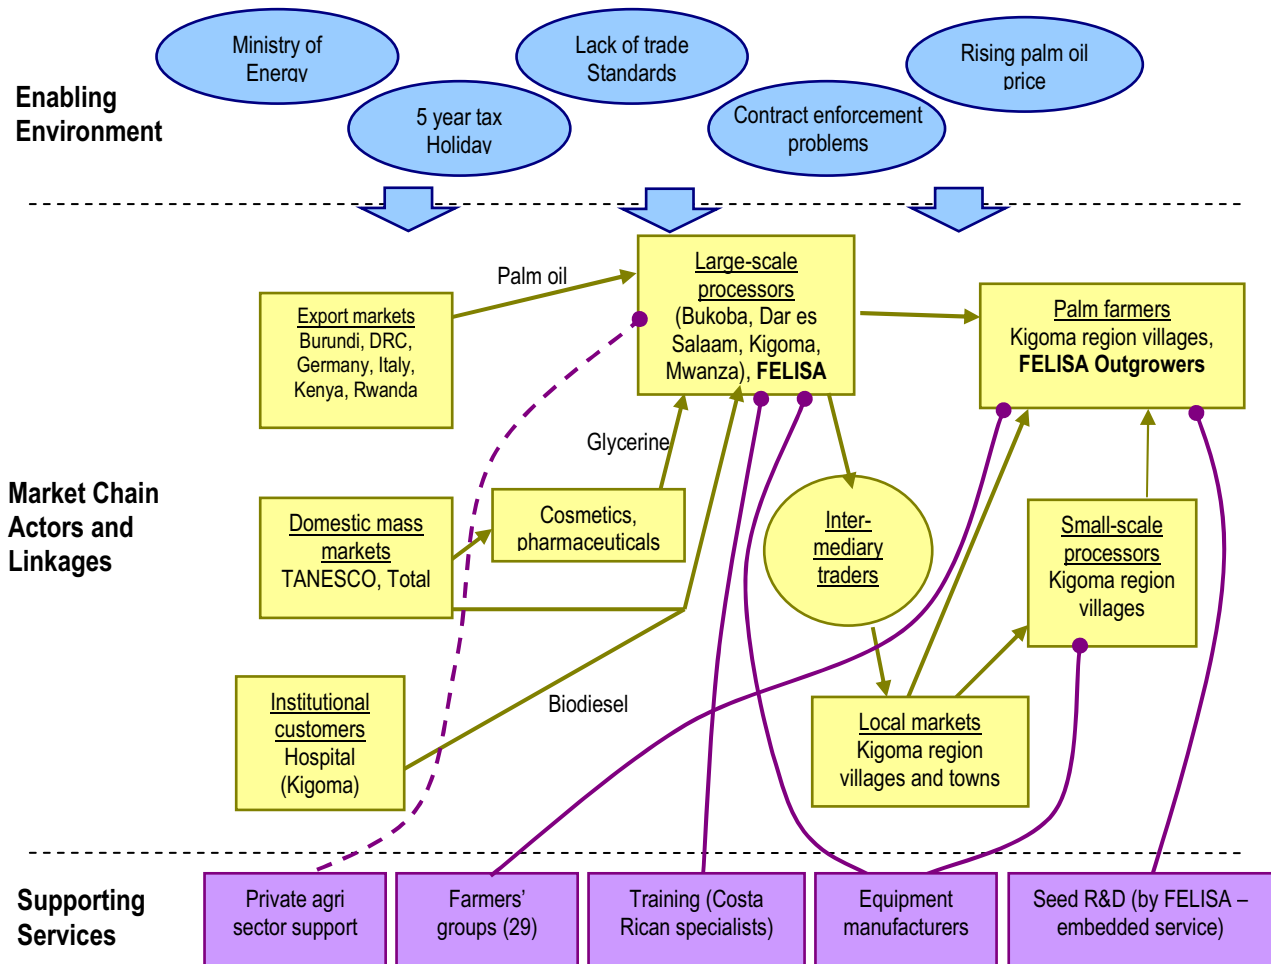 Ministry of
Energy
Lack of trade
Standards
Rising palm oil
price
Enabling
Environment
5 year tax
Holiday
Contract enforcement
problems
Palm oil
Large-scale
processors
(Bukoba, Dar es
Salaam, Kigoma,
Mwanza), FELISA
Export markets
Burundi, DRC,
Germany, Italy,
Kenya, Rwanda
Palm farmers
Kigoma region villages,
FELISA Outgrowers
Glycerine
Market Chain
Actors and
Linkages
Domestic mass
markets
TANESCO, Total
Cosmetics,
pharmaceuticals
Inter-
mediary
traders
Small-scale
processors
Kigoma region
villages
Institutional
customers
Hospital
(Kigoma)
Biodiesel
Local markets
Kigoma region
villages and towns
Supporting
Services
Private agri
sector support
Farmers'
groups (29)
Training (Costa
Rican specialists)
Equipment
manufacturers
Seed R&D (by FELISA –
embedded service)